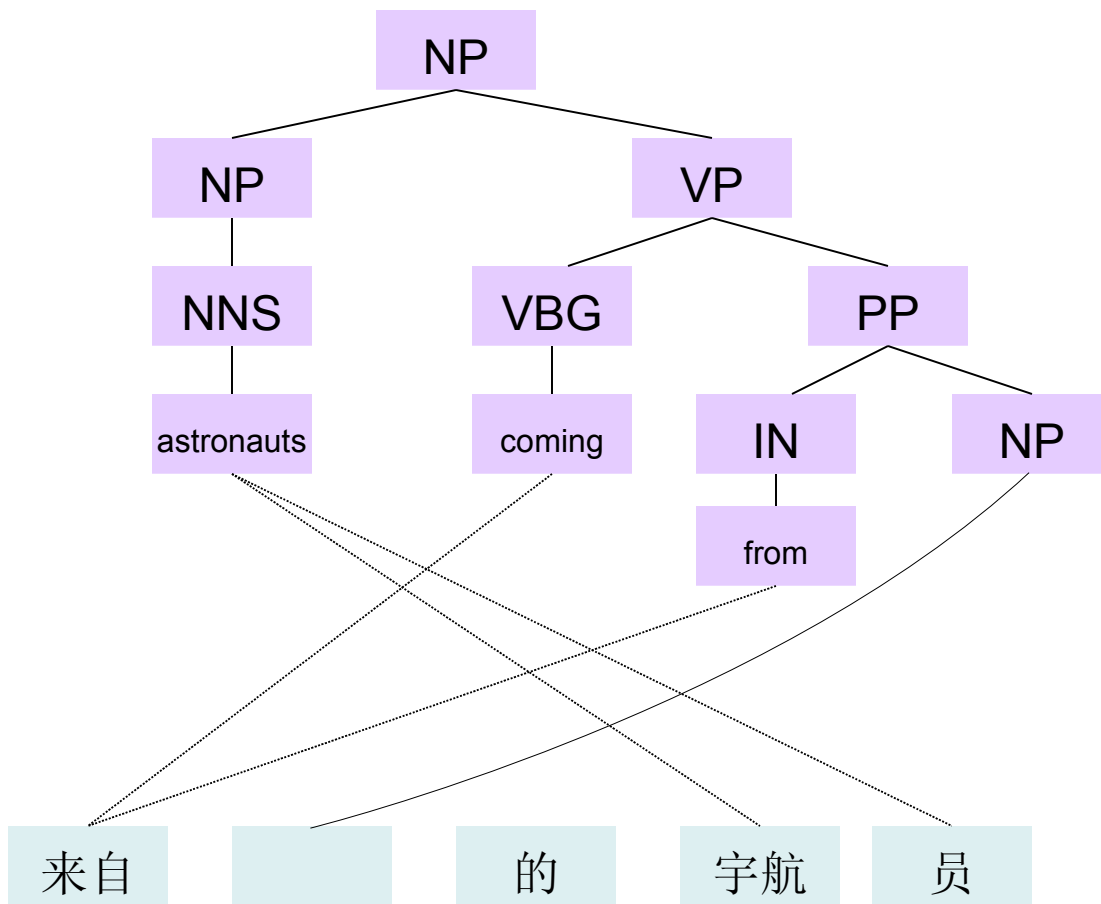 NP
NP VP
NNS VBG PP
astronauts coming IN NP
from
来自 的 宇航 员